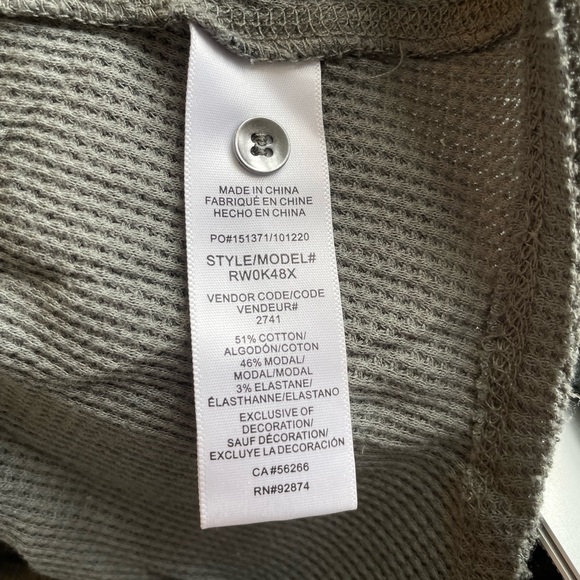 MADE IN CHINA
FABRIQUÉ EN CHINE
HECHO EN CHINA
PO#151371/101220
STYLE/MODEL#
RW0K48X
VENDOR CODE/CODE
VENDEUR#
2741
51% COTTON/
ALGODÓN/COTON
46% MODAL/
MODAL/MODAL
3% ELASTANE/
ÉLASTHANNE/ELASTANO
EXCLUSIVE OF
DECORATION/
SAUF DÉCORATION/
EXCLUYE LA DECORACIÓN
CA#56266
RN#92874